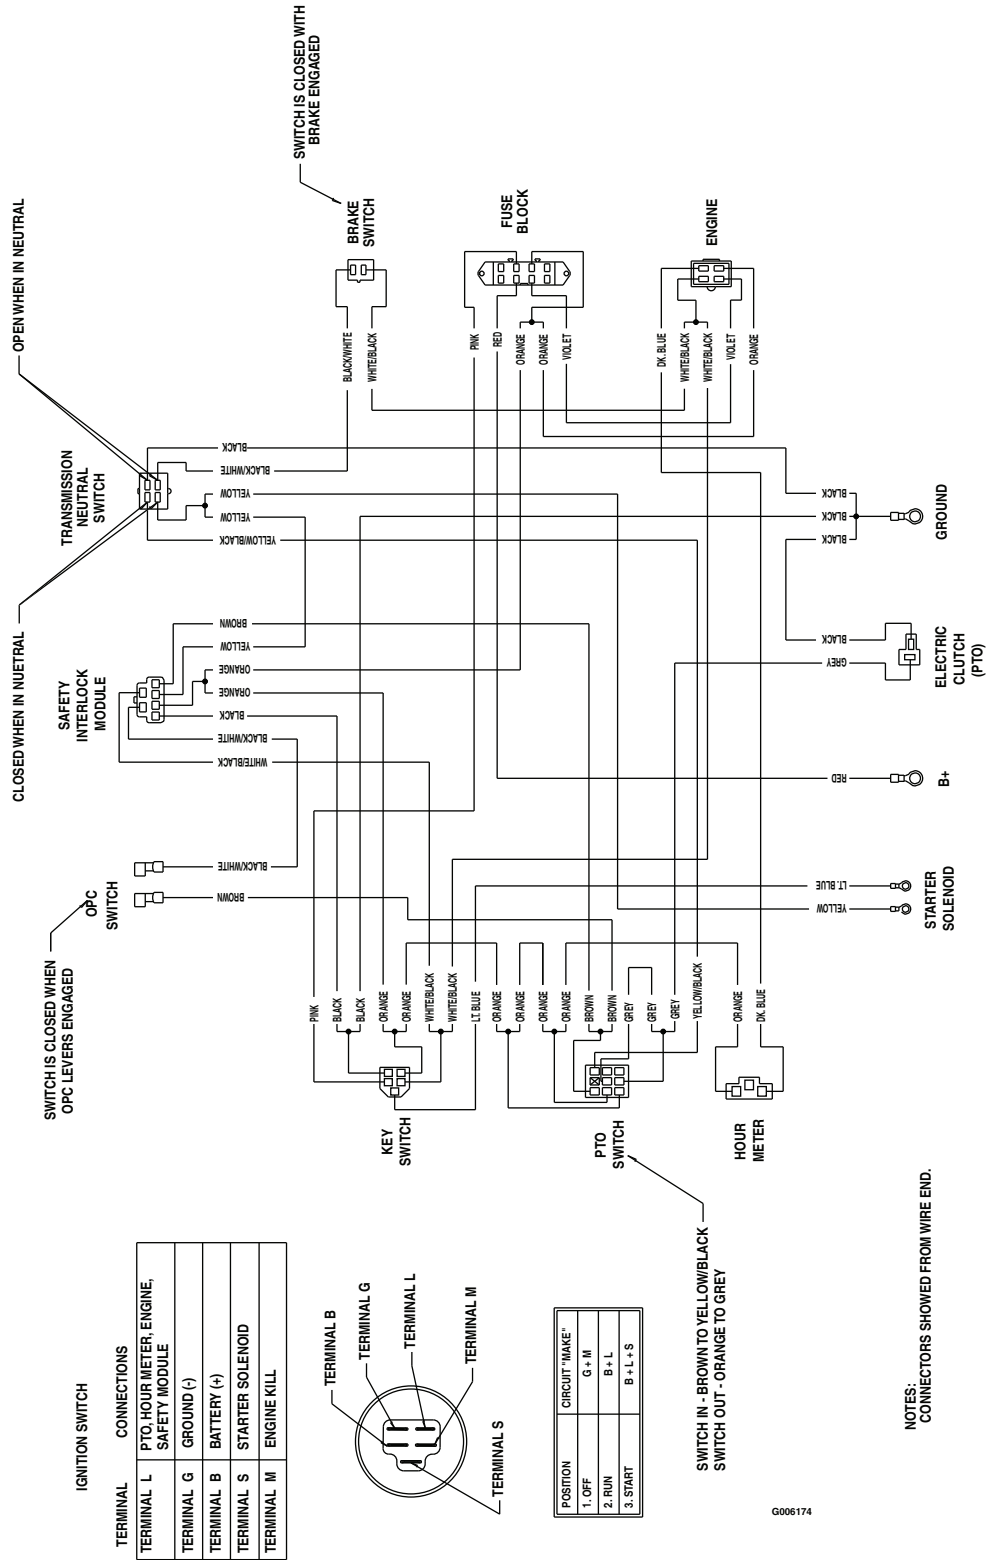 IGNITION SWITCH
TERMINAL CONNECTIONS
TERMINAL L PTO, HOUR METER, ENGINE,
SAFETY MODULE
TERMINAL G GROUND (-)
TERMINAL B BATTERY (+)
TERMINAL S STARTER SOLENOID
TERMINAL M ENGINE KILL
TERMINAL B
TERMINAL G
TERMINAL L
TERMINAL M
TERMINAL S
POSITION CIRCUIT "MAKE"
1. OFF G + M
2. RUN B + L
3. START B + L + S
SWITCH IN - BROWN TO YELLOW/BLACK
SWITCH OUT - ORANGE TO GREY
NOTES:
CONNECTORS SHOWED FROM WIRE END.
G006174
SWITCH IS CLOSED WHEN
OPC LEVERS ENGAGED
OPC
SWITCH
CLOSED WHEN IN NUETRAL
SAFETY
INTERLOCK
MODULE
TRANSMISSION
NEUTRAL
SWITCH
OPEN WHEN IN NEUTRAL
SWITCH IS CLOSED WITH
BRAKE ENGAGED
BRAKE
SWITCH
FUSE
BLOCK
ENGINE
KEY
SWITCH
PTO
SWITCH
HOUR
METER
STARTER
SOLENOID
B+
ELECTRIC
CLUTCH
(PTO)
GROUND
BROWN
BLACK/WHITE
WHITE/BLACK
BLACK/WHITE
BLACK
ORANGE
ORANGE
YELLOW
BROWN
YELLOW/BLACK
YELLOW
YELLOW
BLACK/WHITE
BLACK
BLACK/WHITE
WHITE/BLACK
PINK
RED
ORANGE
ORANGE
VIOLET
DK. BLUE
WHITE/BLACK
WHITE/BLACK
VIOLET
ORANGE
PINK
BLACK
BLACK
ORANGE
ORANGE
WHITE/BLACK
WHITE/BLACK
LT. BLUE
ORANGE
ORANGE
ORANGE
ORANGE
BROWN
BROWN
GREY
GREY
GREY
YELLOW/BLACK
ORANGE
DK. BLUE
YELLOW
LT. BLUE
RED
GREY
BLACK
BLACK
BLACK
BLACK